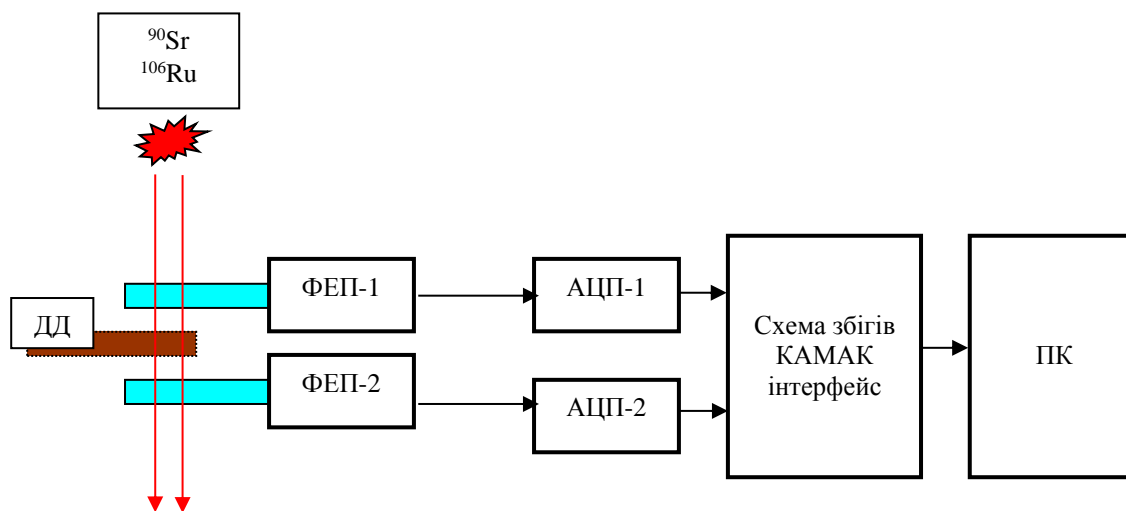 ⁹⁰Sr
¹⁰⁶Ru
ФЕП-1
АЦП-1
ДД
Схема збігів
КАМАК
інтерфейс
ПК
ФЕП-2
АЦП-2